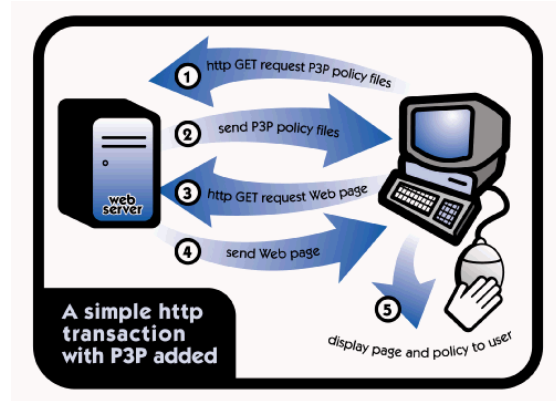 1 http GET request P3P policy files
2 send P3P policy files
3 http GET request Web page
web
server
4 send Web page
5
display page and policy to user
A simple http
transaction
with P3P added